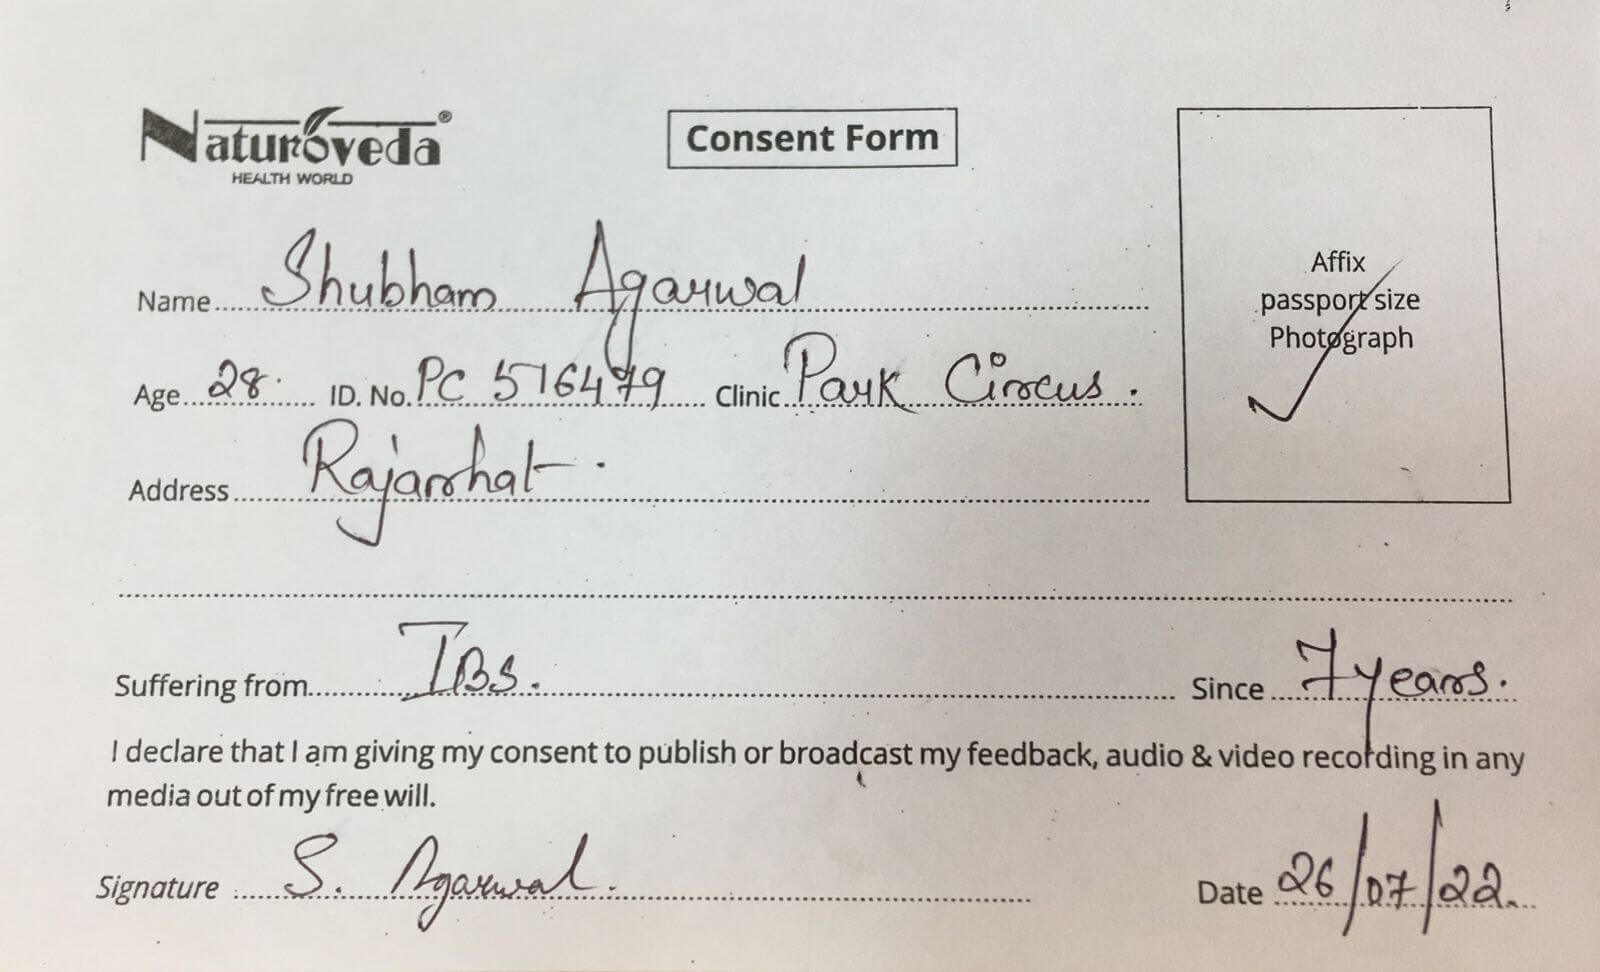 Naturoveda®
HEALTH WORLD
Consent Form
Affix
passport size
Photograph
Name Shubham Agarwal
Age 28. ID. No. PC 516479 Clinic Park Circus.
Address Rajarhat.
Suffering from IBS. Since 7 years.
I declare that I am giving my consent to publish or broadcast my feedback, audio & video recording in any
media out of my free will.
Signature S. Agarwal. Date 26/07/22.